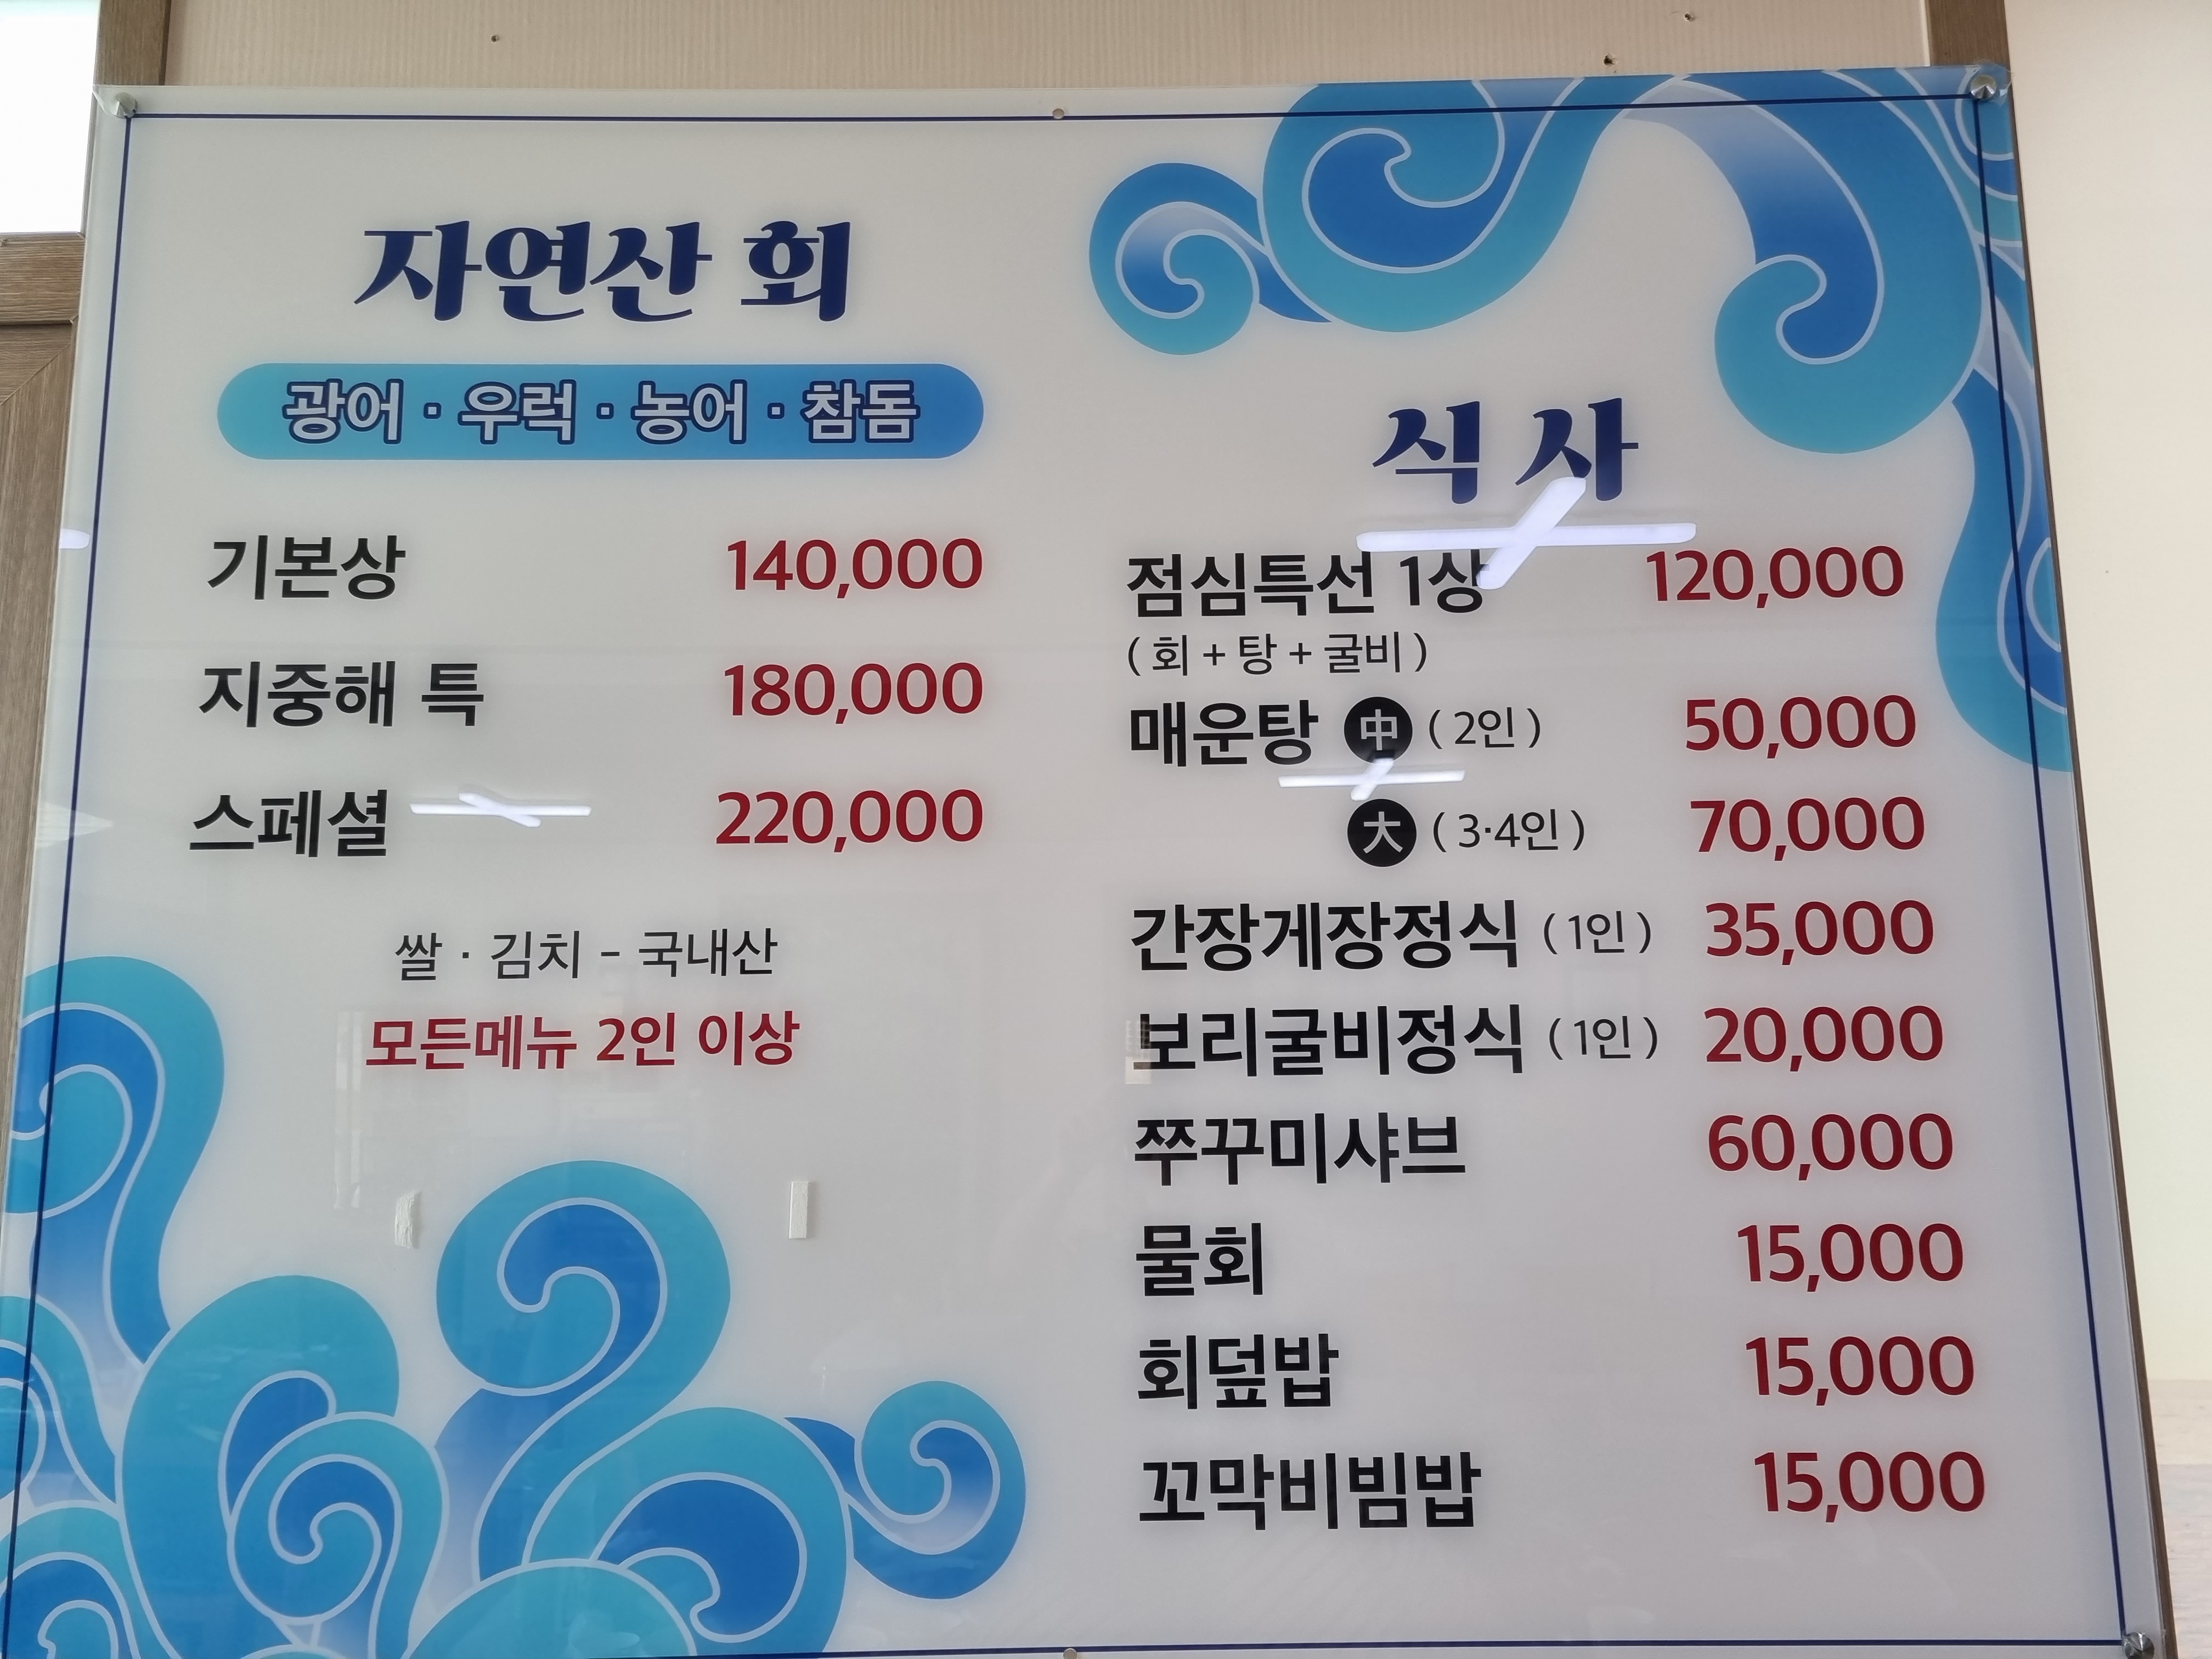 자연산 회
광어 · 우럭 · 농어 · 참돔
기본상 140,000
지중해 특 180,000
스페셜 220,000
쌀 · 김치 - 국내산
모든메뉴 2인 이상
식 사
점심특선 1상 120,000
( 회 + 탕 + 굴비 )
매운탕 中 ( 2인 ) 50,000
大 ( 3·4인 ) 70,000
간장게장정식 ( 1인 ) 35,000
보리굴비정식 ( 1인 ) 20,000
쭈꾸미샤브 60,000
물회 15,000
회덮밥 15,000
꼬막비빔밥 15,000